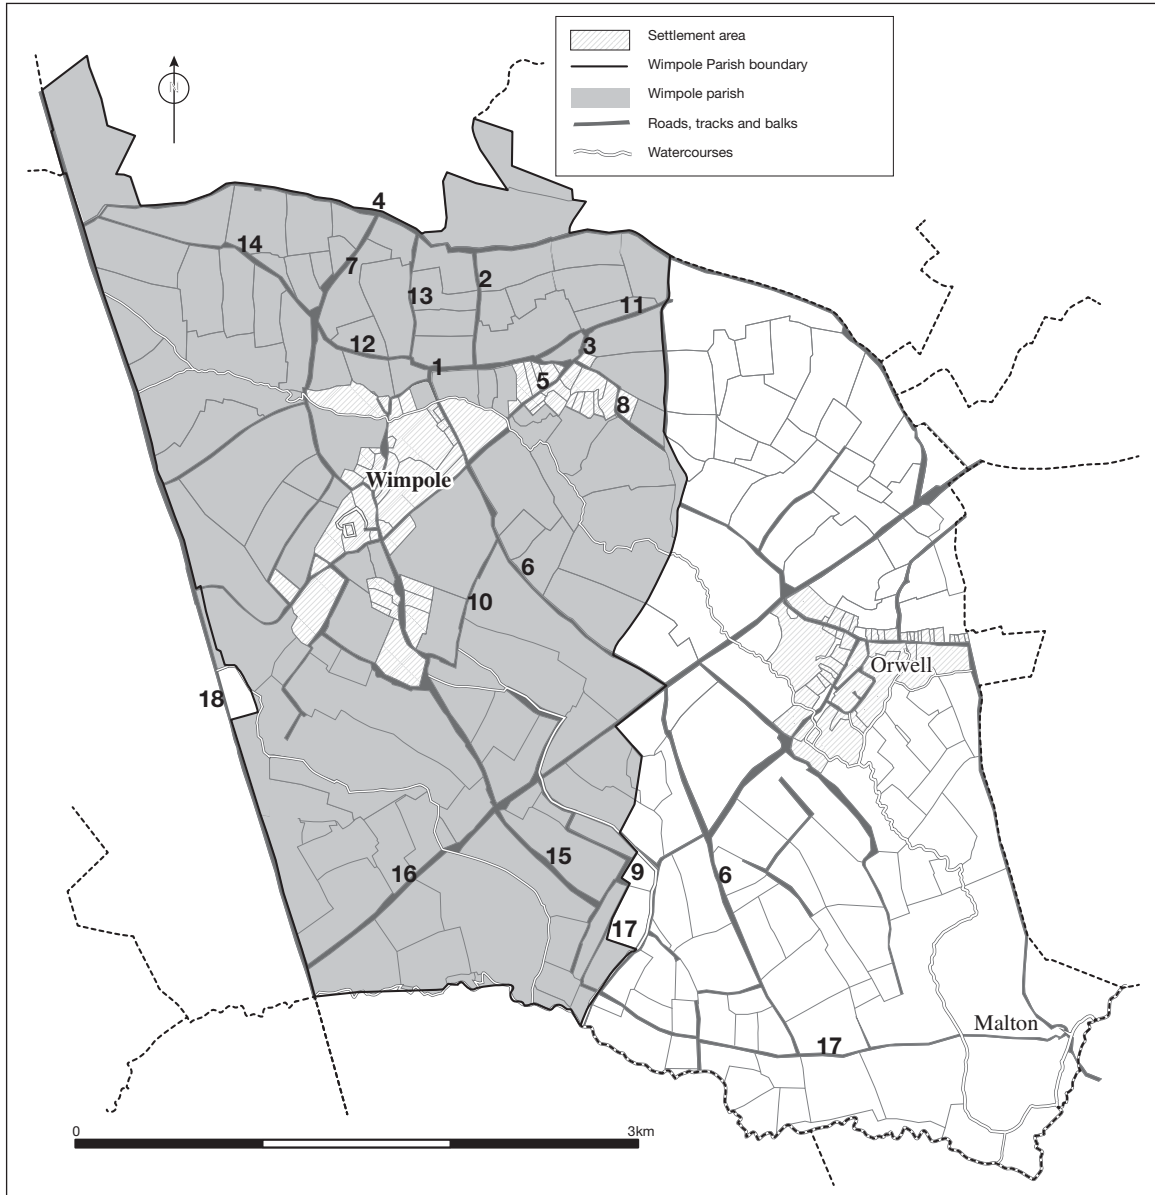 Settlement area
Wimpole Parish boundary
N
Wimpole parish
Roads, tracks and balks
Watercourses
4
14
7
2
13
11
12
3
1
5
8
Wimpole
6
10
Orwell
18
15
16
9
6
17
Malton
17
0
3km